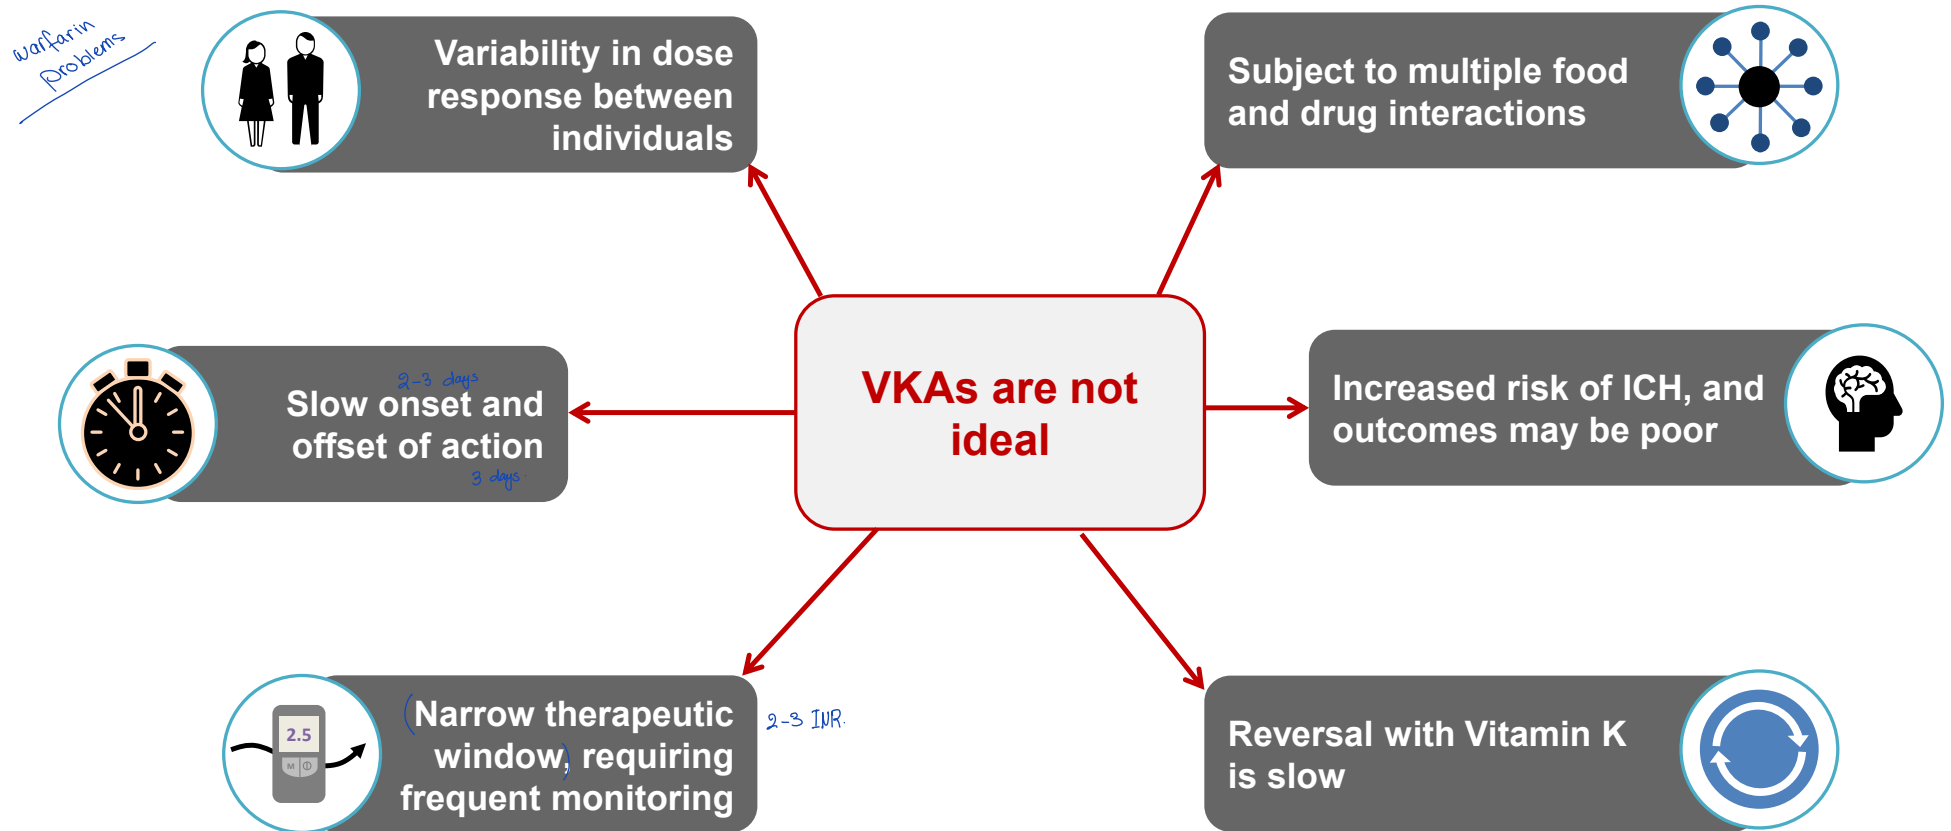 warfarin
problems
Variability in dose
response between
individuals
Subject to multiple food
and drug interactions
2-3 days
Slow onset and
offset of action
3 days.
VKAs are not
ideal
Increased risk of ICH, and
outcomes may be poor
2.5
M
(Narrow therapeutic
window,) requiring
frequent monitoring
2-3 INR.
Reversal with Vitamin K
is slow